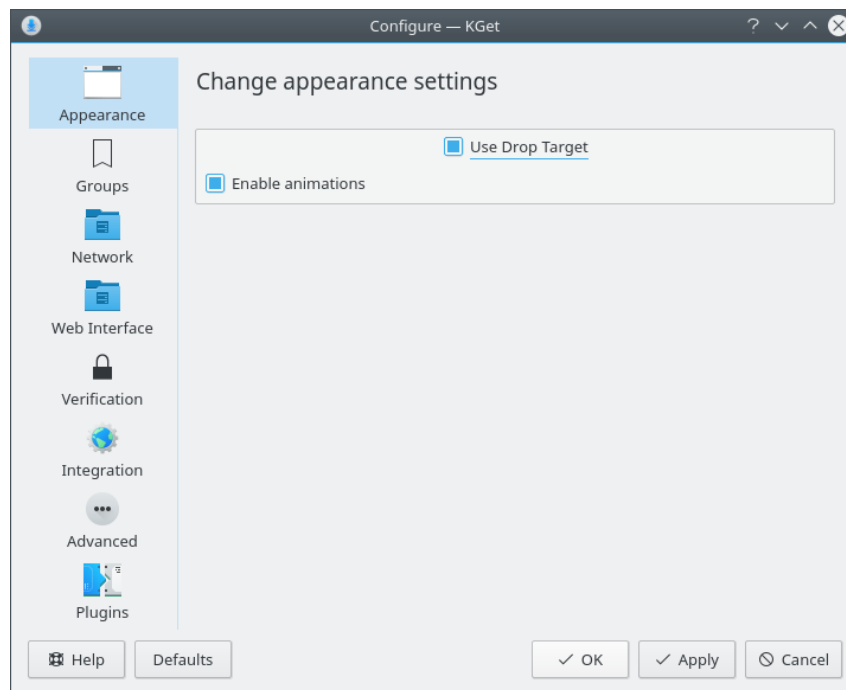 Configure — KGet
Appearance
Groups
Network
Web Interface
Verification
Integration
Advanced
Plugins
Change appearance settings
Use Drop Target
Enable animations
Help
Defaults
OK
Apply
Cancel